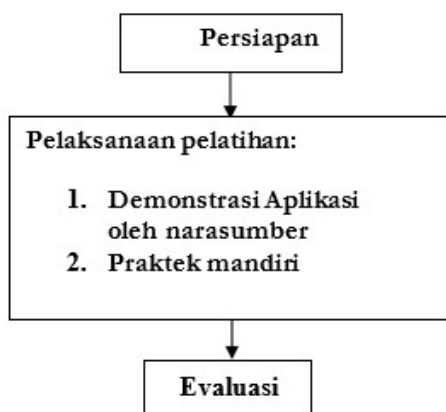 Persiapan
Pelaksanaan pelatihan:
1. Demonstrasi Aplikasi
oleh narasumber
2. Praktek mandiri
Evaluasi